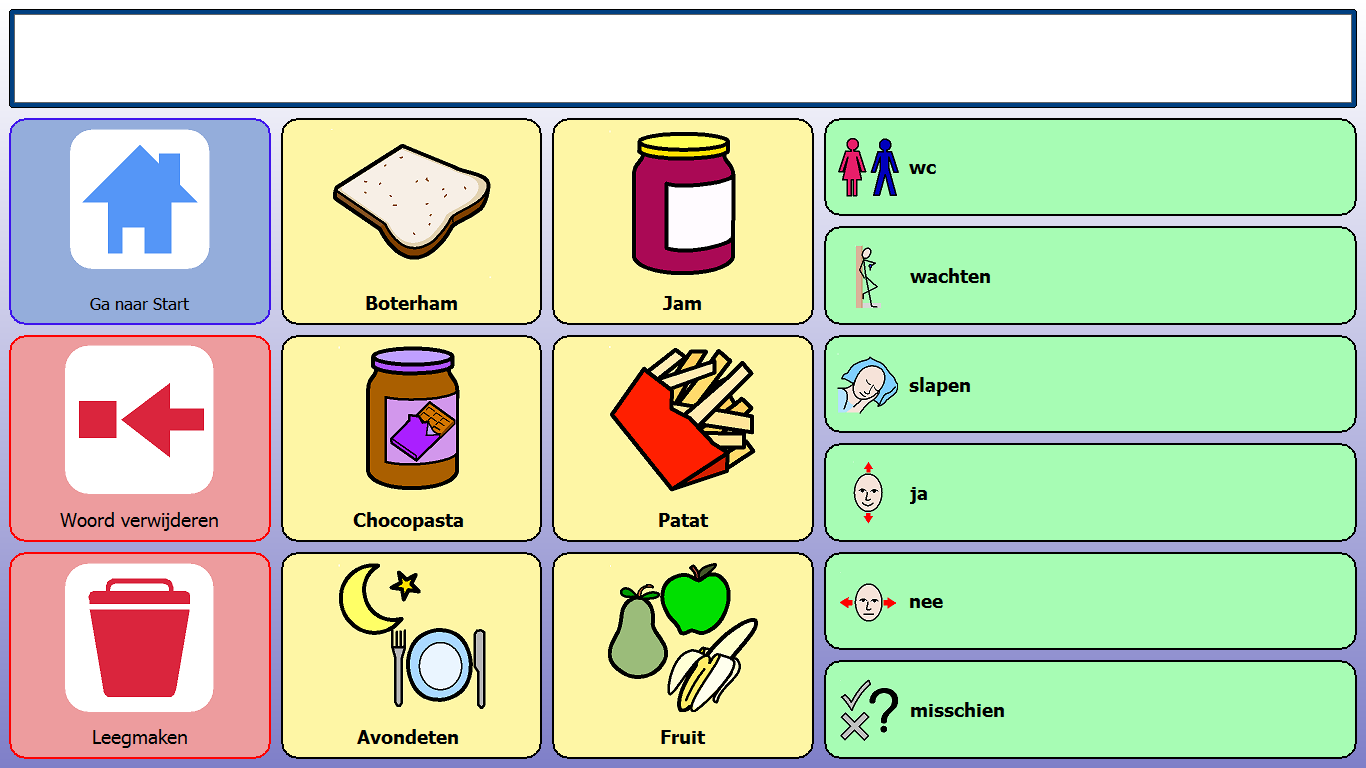 Ga naar Start
Boterham
Jam
wc
wachten
Woord verwijderen
Chocopasta
Patat
slapen
ja
Leegmaken
Avondeten
Fruit
nee
misschien